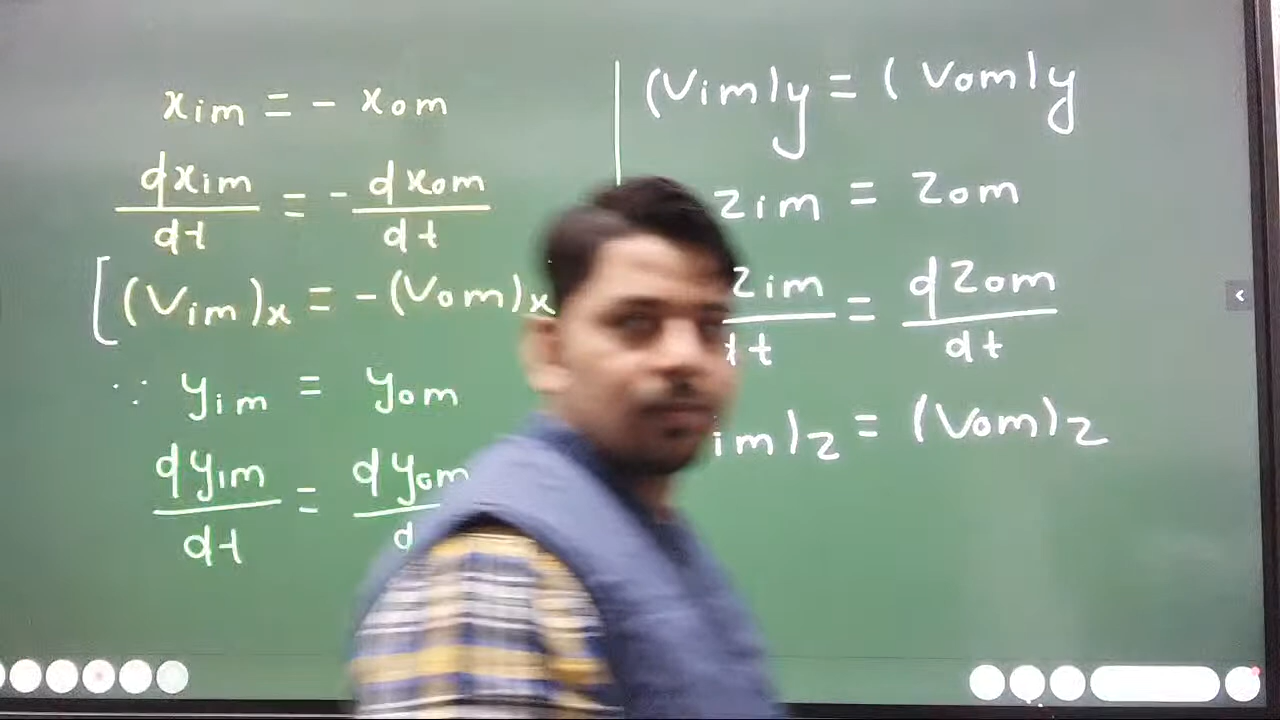 xim = - xom
dxim/dt = - dxom/dt
[(Vim)x = -(Vom)x
∵ yim = yom
dyim/dt = dyom/d
(Vim)y = (Vom)y
zim = zom
zim/dt = dzom/dt
im)z = (Vom)z